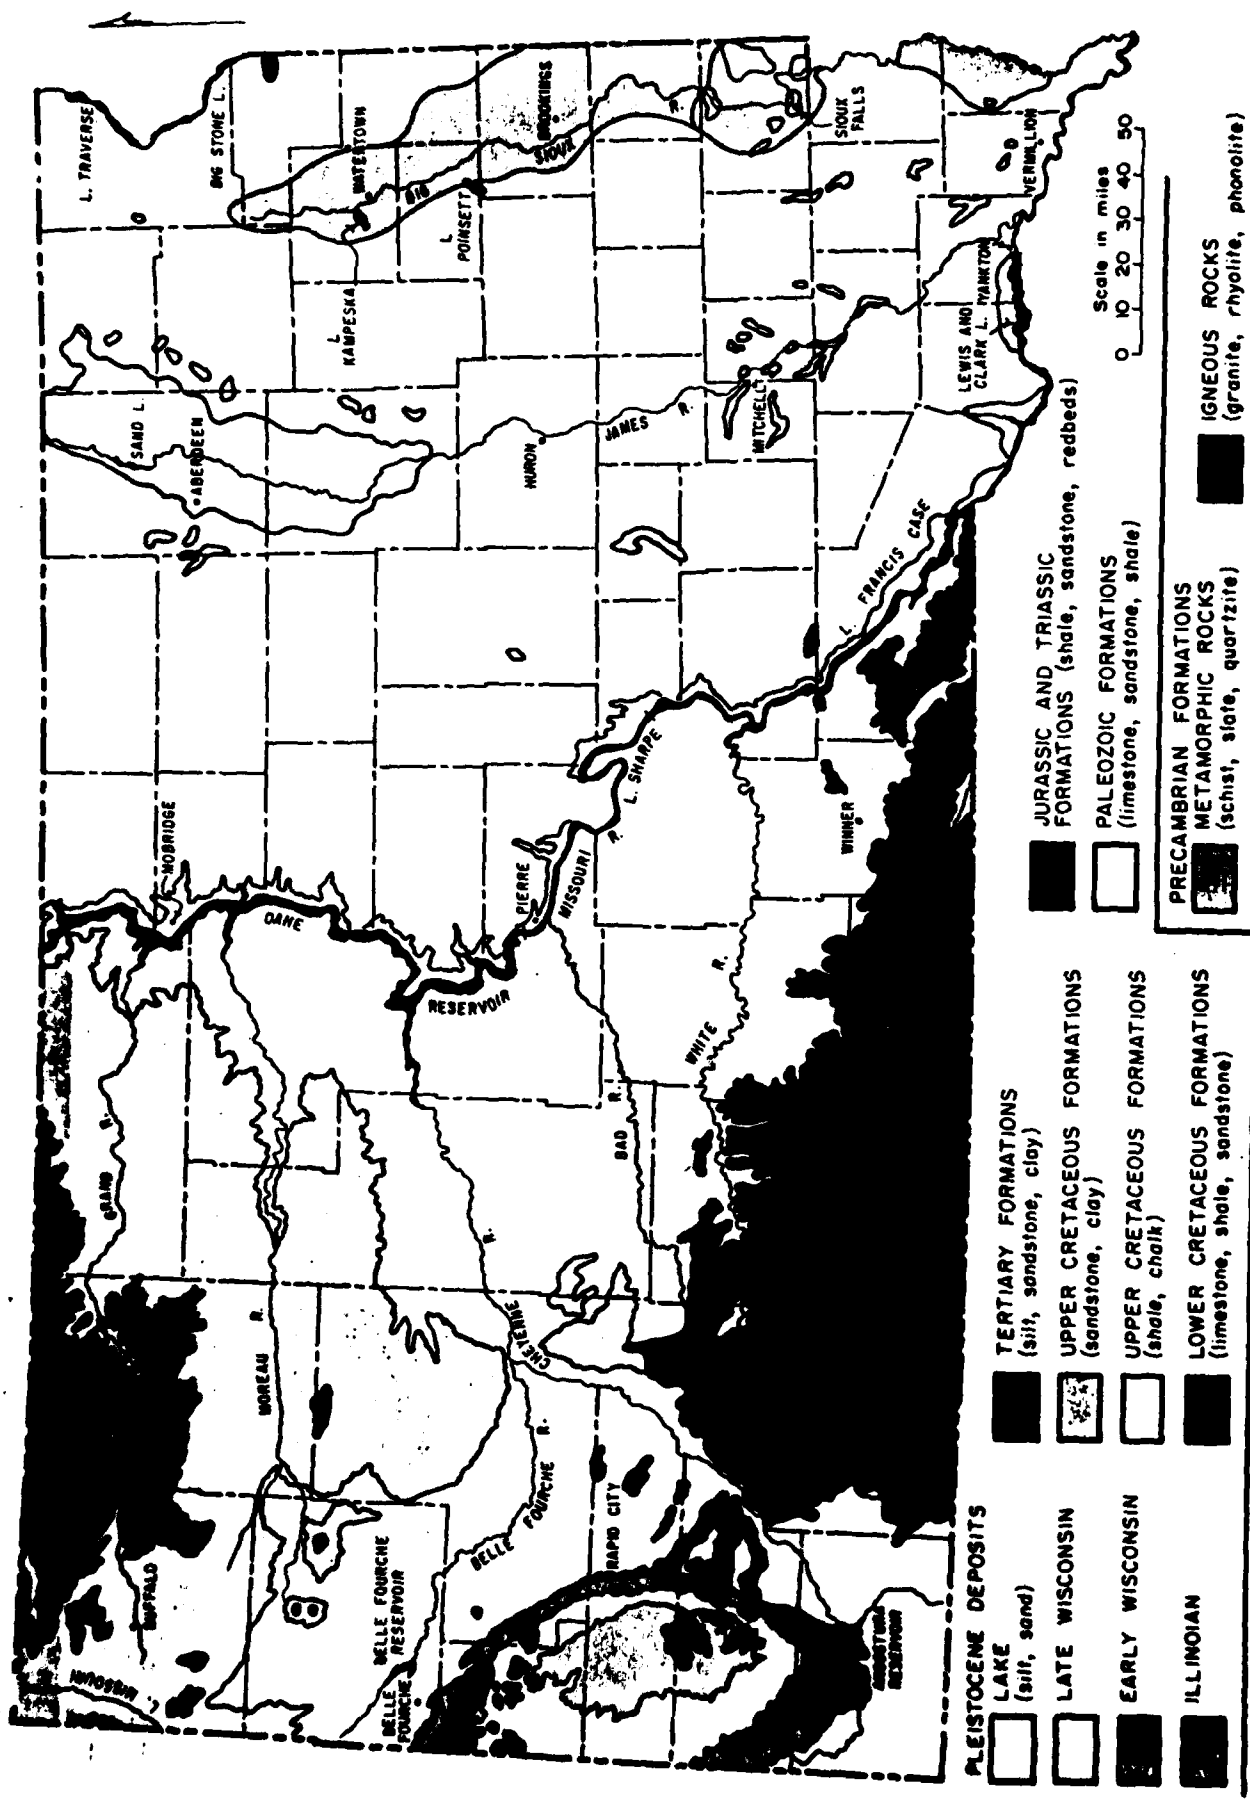 L. TRAVERSE
BIG STONE L.
WATERTOWN
BROOKINGS
BIG
SIOUX
R.
L.
POINSETT
L.
KAMPESKA
SIOUX
FALLS
VERMILLION
SAND L.
ABERDEEN
HURON
JAMES
R.
MITCHELL
LEWIS AND
CLARK L.
YANKTON
L. FRANCIS CASE
MOBRIDGE
OAHE
RESERVOIR
PIERRE
MISSOURI
R.
L. SHARPE
WINNER
WHITE
R.
BAD
R.
GRAND
R.
MOREAU
R.
CHEYENNE
R.
BELLE
FOURCHE
R.
RAPID CITY
BUFFALO
L. MISSOURI
BELLE FOURCHE
RESERVOIR
BELLE
FOURCHE
ANGOSTURA
RESERVOIR
Scale in miles
0 10 20 30 40 50
PLEISTOCENE DEPOSITS
LAKE
(silt, sand)
LATE WISCONSIN
EARLY WISCONSIN
ILLINOIAN
TERTIARY FORMATIONS
(silt, sandstone, clay)
UPPER CRETACEOUS FORMATIONS
(sandstone, clay)
UPPER CRETACEOUS FORMATIONS
(shale, chalk)
LOWER CRETACEOUS FORMATIONS
(limestone, shale, sandstone)
JURASSIC AND TRIASSIC
FORMATIONS (shale, sandstone, redbeds)
PALEOZOIC FORMATIONS
(limestone, sandstone, shale)
PRECAMBRIAN FORMATIONS
METAMORPHIC ROCKS
(schist, slate, quartzite)
IGNEOUS ROCKS
(granite, rhyolite, phonolite)